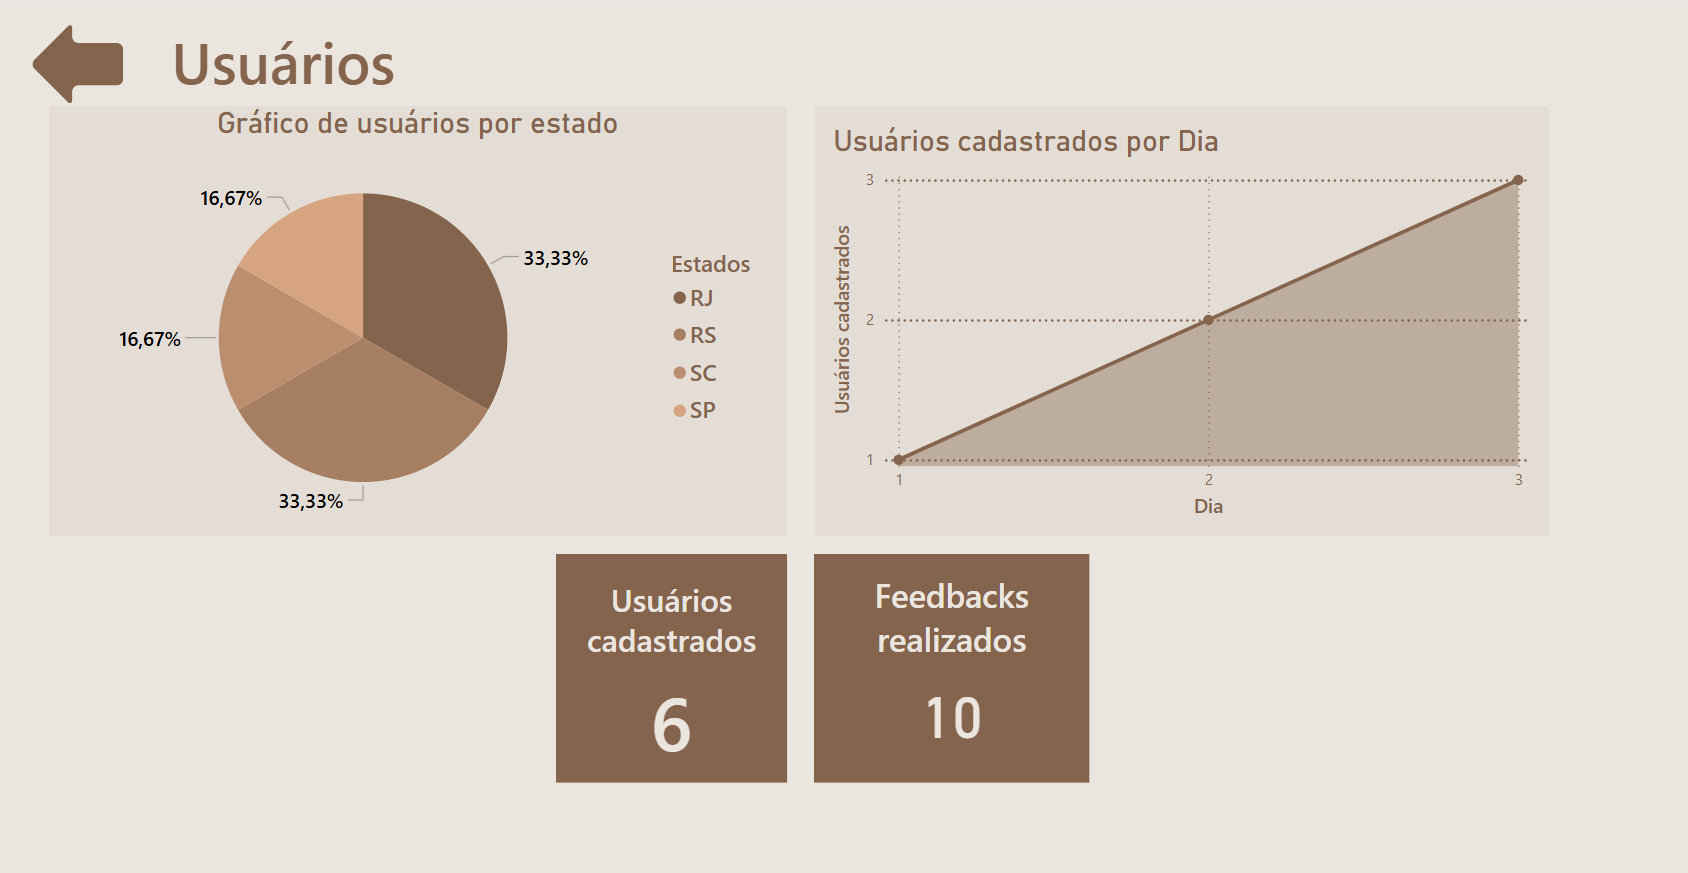 Usuários
Gráfico de usuários por estado
16,67%
33,33%
16,67%
33,33%
Estados
RJ
RS
SC
SP
Usuários cadastrados por Dia
Usuários cadastrados
3
2
1
1
2
3
Dia
Usuários
cadastrados
6
Feedbacks
realizados
10